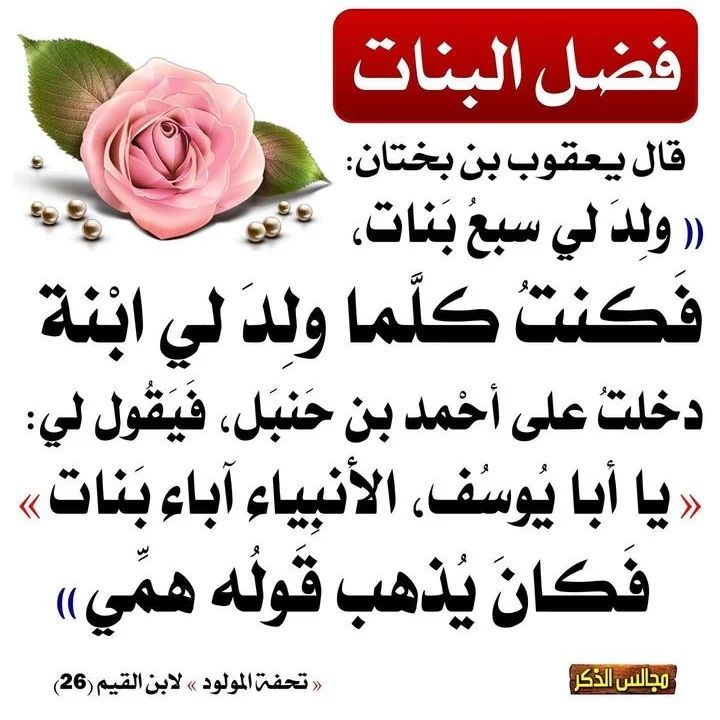 فضل البنات
قال يعقوب بن بختان:
(( ولِدَ لي سبعُ بَنات،
فَكنتُ كلَّما ولِدَ لي ابْنة
دخلتُ على أحْمد بن حَنبَل، فَيَقُول لي:
« يا أبا يُوسُف، الأنبِياء آباء بَنات »
فَكانَ يُذهب قَولُه همِّي ))
« تحفة المولود » لابن القيم (26)
مجالس الذكر